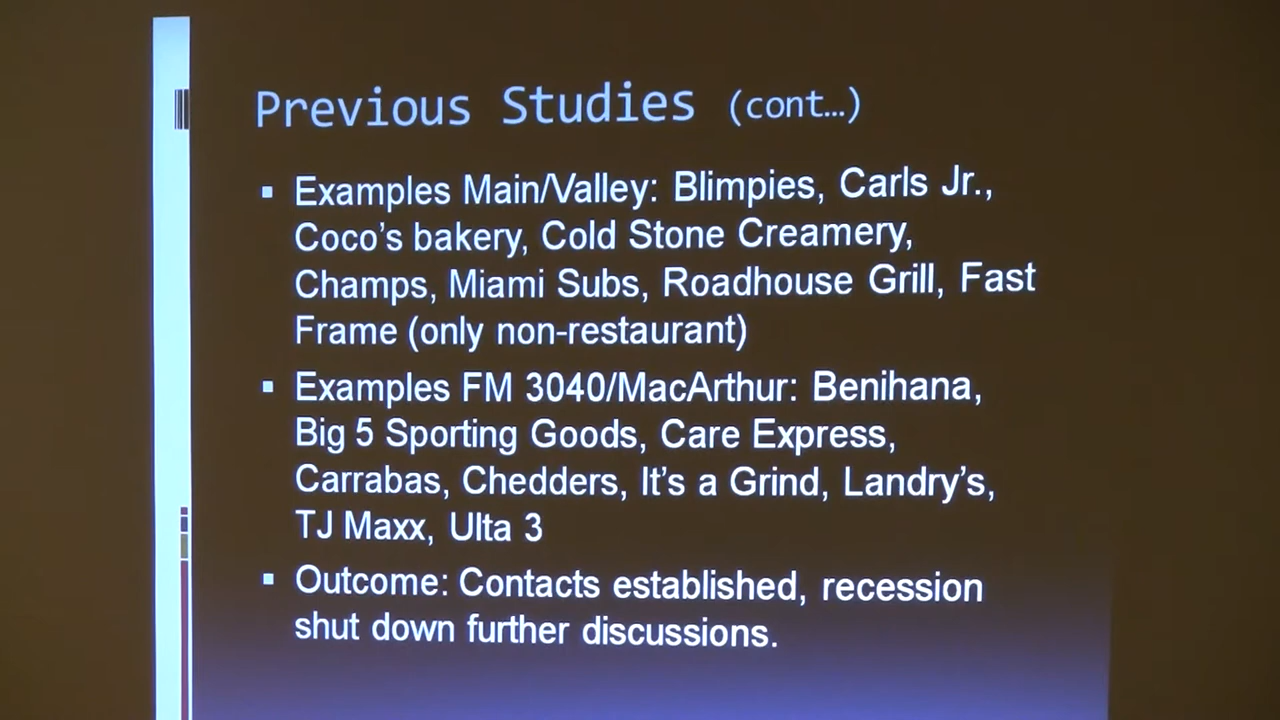 Previous Studies (cont…)
▪ Examples Main/Valley: Blimpies, Carls Jr.,
Coco's bakery, Cold Stone Creamery,
Champs, Miami Subs, Roadhouse Grill, Fast
Frame (only non-restaurant)
▪ Examples FM 3040/MacArthur: Benihana,
Big 5 Sporting Goods, Care Express,
Carrabas, Chedders, It's a Grind, Landry's,
TJ Maxx, Ulta 3
▪ Outcome: Contacts established, recession
shut down further discussions.